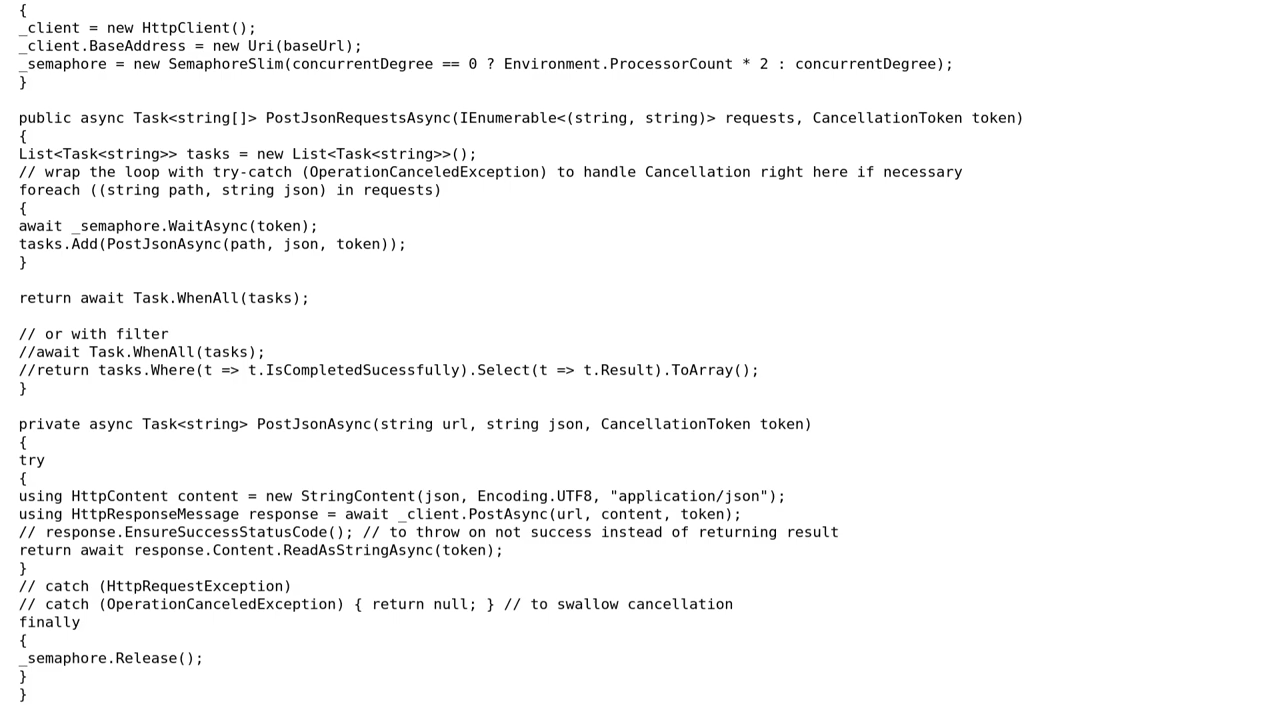 {
_client = new HttpClient();
_client.BaseAddress = new Uri(baseUrl);
_semaphore = new SemaphoreSlim(concurrentDegree == 0 ? Environment.ProcessorCount * 2 : concurrentDegree);
}

public async Task<string[]> PostJsonRequestsAsync(IEnumerable<(string, string)> requests, CancellationToken token)
{
List<Task<string>> tasks = new List<Task<string>>();
// wrap the loop with try-catch (OperationCanceledException) to handle Cancellation right here if necessary
foreach ((string path, string json) in requests)
{
await _semaphore.WaitAsync(token);
tasks.Add(PostJsonAsync(path, json, token));
}

return await Task.WhenAll(tasks);

// or with filter
//await Task.WhenAll(tasks);
//return tasks.Where(t => t.IsCompletedSucessfully).Select(t => t.Result).ToArray();
}

private async Task<string> PostJsonAsync(string url, string json, CancellationToken token)
{
try
{
using HttpContent content = new StringContent(json, Encoding.UTF8, "application/json");
using HttpResponseMessage response = await _client.PostAsync(url, content, token);
// response.EnsureSuccessStatusCode(); // to throw on not success instead of returning result
return await response.Content.ReadAsStringAsync(token);
}
// catch (HttpRequestException)
// catch (OperationCanceledException) { return null; } // to swallow cancellation
finally
{
_semaphore.Release();
}
}